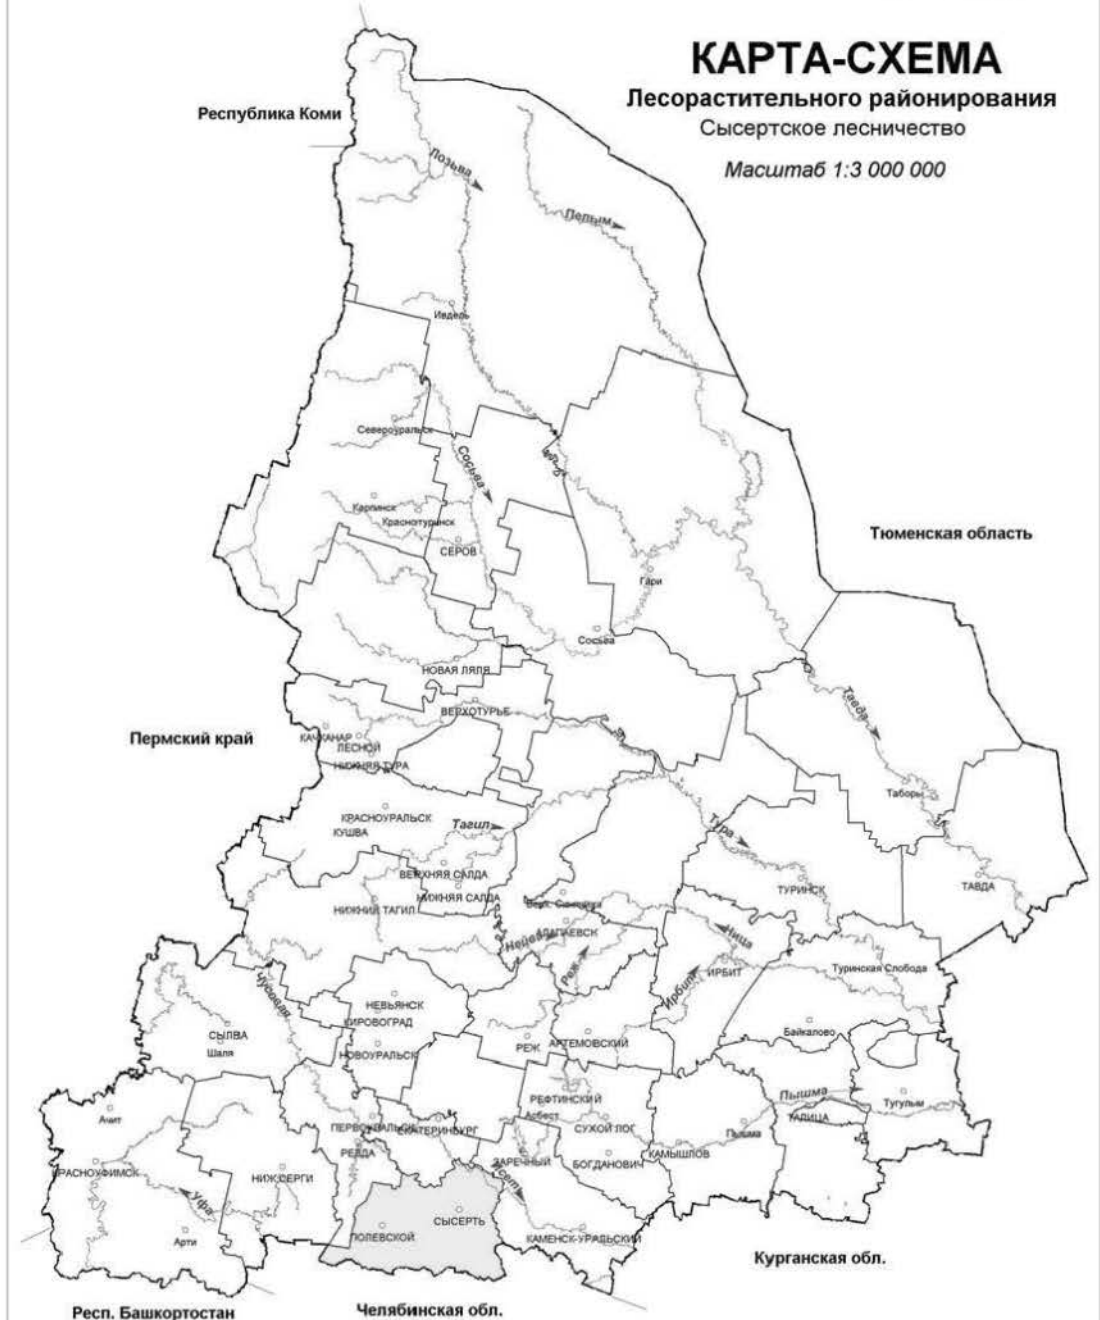 КАРТА-СХЕМА
Лесорастительного районирования
Сысертское лесничество
Масштаб 1:3 000 000
Республика Коми
Лозьва
Пелым
Ивдель
Североуральск
Сосьва
Карпинск
Краснотурьинск
СЕРОВ
Тюменская область
Гари
Сосьва
НОВАЯ ЛЯЛЯ
ВЕРХОТУРЬЕ
Тавда
Пермский край
КАЧКАНАР
ЛЕСНОЙ
НИЖНЯЯ ТУРА
Таборы
КРАСНОУРАЛЬСК
КУШВА
Тагил
Тура
ВЕРХНЯЯ САЛДА
НИЖНЯЯ САЛДА
ТУРИНСК
ТАВДА
НИЖНИЙ ТАГИЛ
АЛАПАЕВСК
Нейва
Ница
Реж
Ирбит
ИРБИТ
Туринская Слобода
Чусовая
НЕВЬЯНСК
КИРОВОГРАД
СЫЛВА
Шаля
НОВОУРАЛЬСК
РЕЖ
АРТЕМОВСКИЙ
Байкалово
РЕФТИНСКИЙ
Асбест
Пышма
ТАЛИЦА
Тугулым
Ачит
ПЕРВОУРАЛЬСК
ЕКАТЕРИНБУРГ
СУХОЙ ЛОГ
Пышма
РЕВДА
ЗАРЕЧНЫЙ
БОГДАНОВИЧ
КАМЫШЛОВ
КРАСНОУФИМСК
НИЖ.СЕРГИ
Исеть
Уфа
Арти
СЫСЕРТЬ
ПОЛЕВСКОЙ
КАМЕНСК-УРАЛЬСКИЙ
Курганская обл.
Респ. Башкортостан
Челябинская обл.